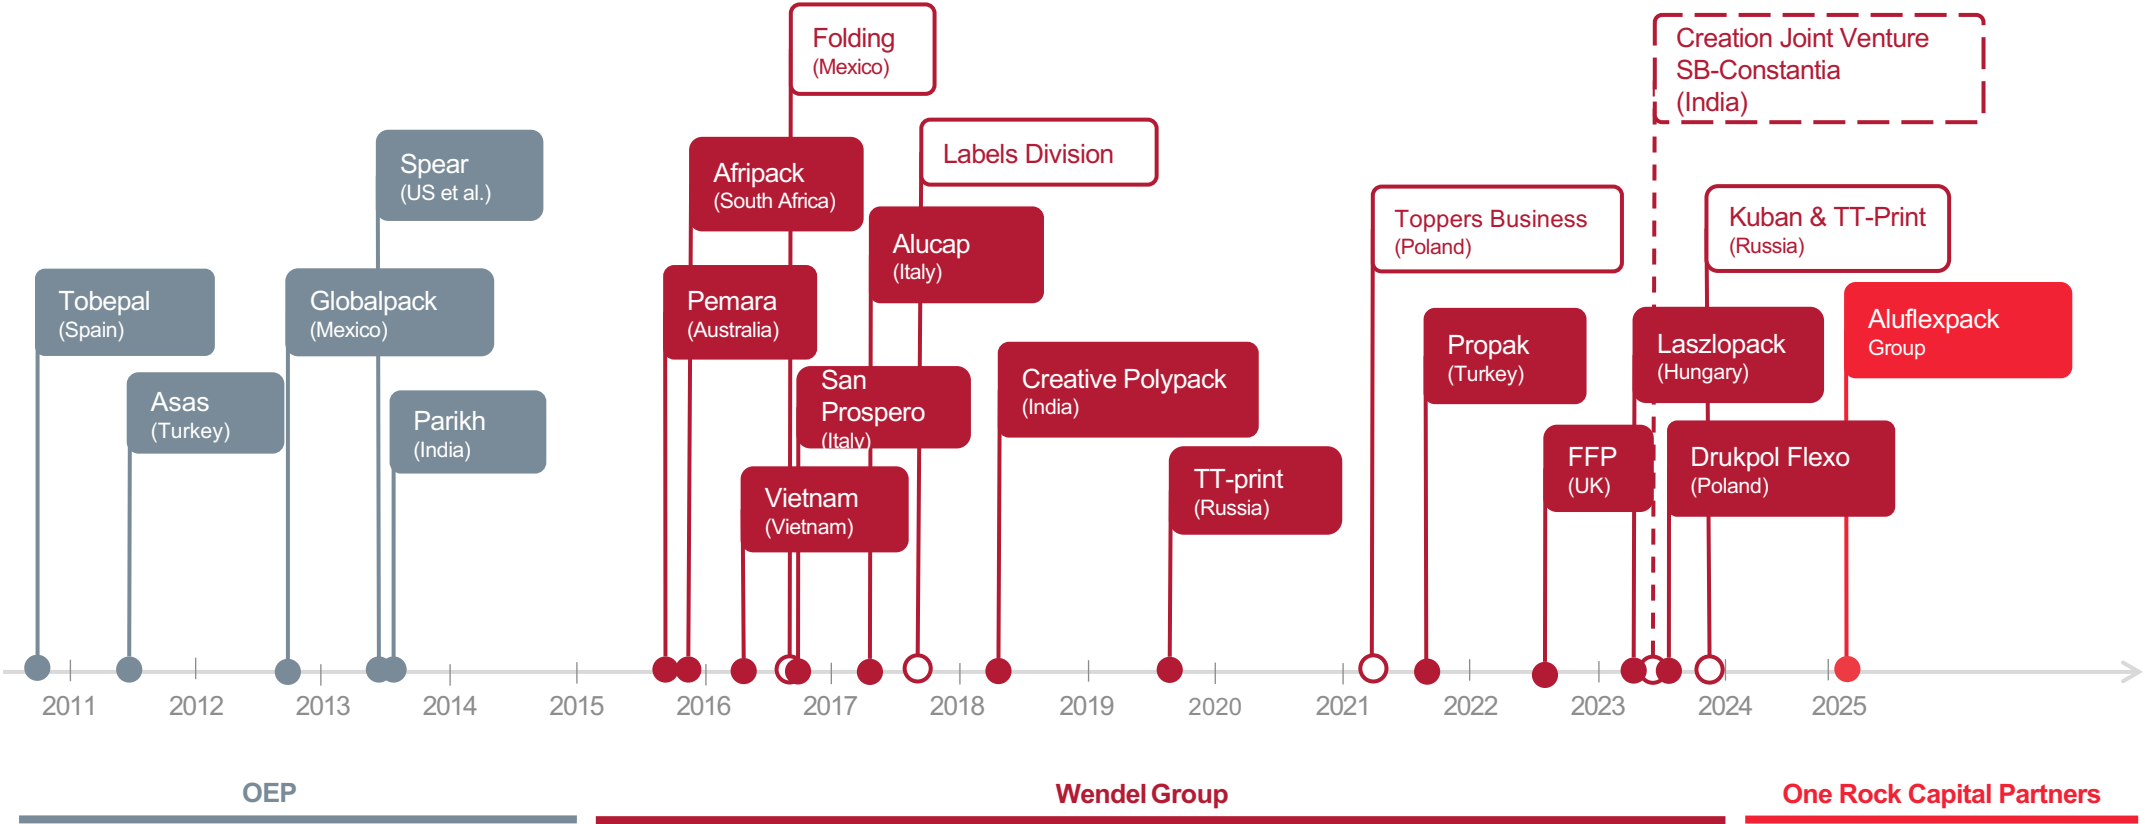 Folding
(Mexico)
Creation Joint Venture
SB-Constantia
(India)
Spear
(US et al.)
Afripack
(South Africa)
Labels Division
Toppers Business
(Poland)
Kuban & TT-Print
(Russia)
Alucap
(Italy)
Tobepal
(Spain)
Globalpack
(Mexico)
Pemara
(Australia)
Propak
(Turkey)
Laszlopack
(Hungary)
Aluflexpack
Group
Asas
(Turkey)
Parikh
(India)
San
Prospero
(Italy)
Creative Polypack
(India)
TT-print
(Russia)
FFP
(UK)
Drukpol Flexo
(Poland)
Vietnam
(Vietnam)
2011
2012
2013
2014
2015
2016
2017
2018
2019
2020
2021
2022
2023
2024
2025
OEP
Wendel Group
One Rock Capital Partners